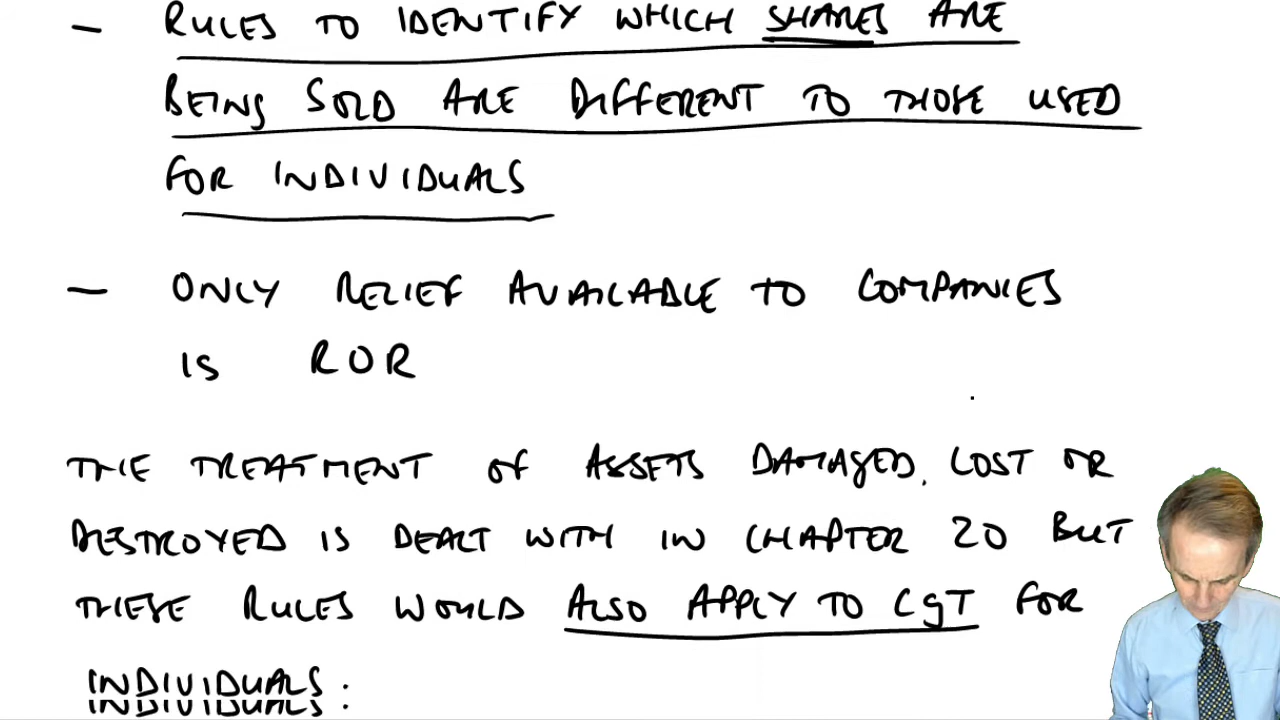 - RULES TO IDENTIFY WHICH SHARES ARE
BEING SOLD ARE DIFFERENT TO THOSE USED
FOR INDIVIDUALS
- ONLY RELIEF AVAILABLE TO COMPANIES
IS ROR
THE TREATMENT OF ASSETS DAMAGED, LOST OR
DESTROYED IS DEALT WITH IN CHAPTER 20 BUT
THESE RULES WOULD ALSO APPLY TO CGT FOR
INDIVIDUALS: